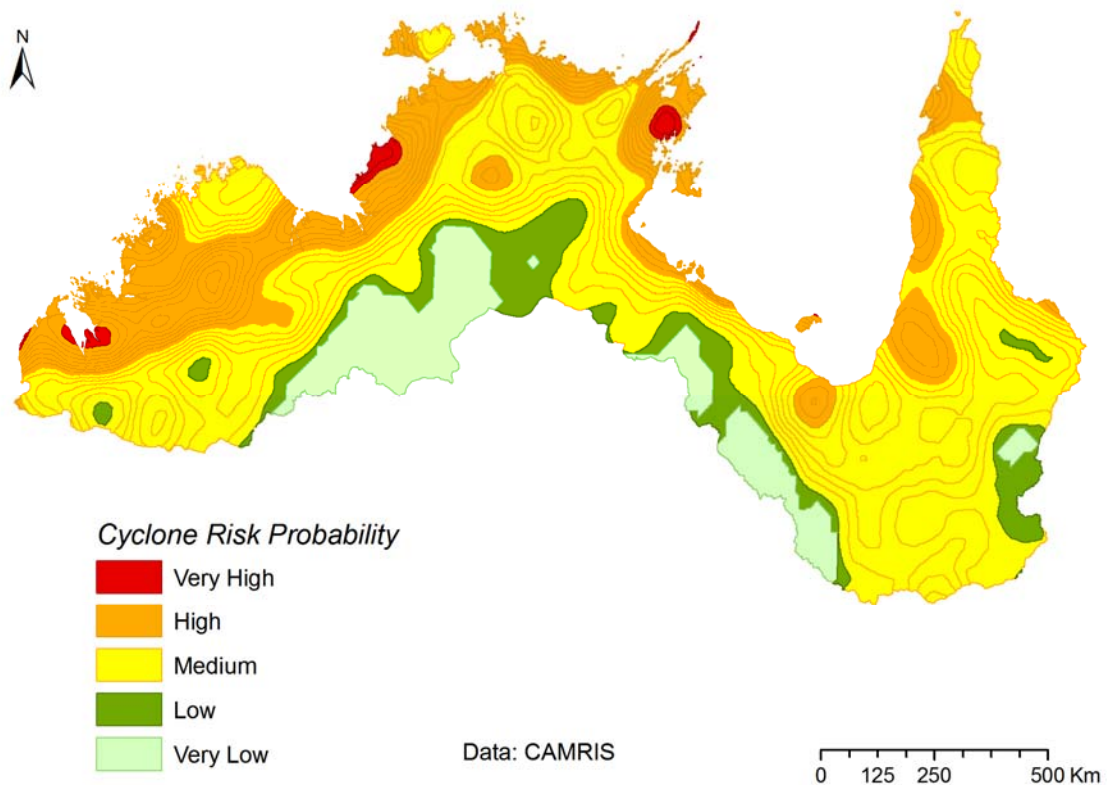 N
Cyclone Risk Probability
Very High
High
Medium
Low
Very Low
Data: CAMRIS
0 125 250 500 Km